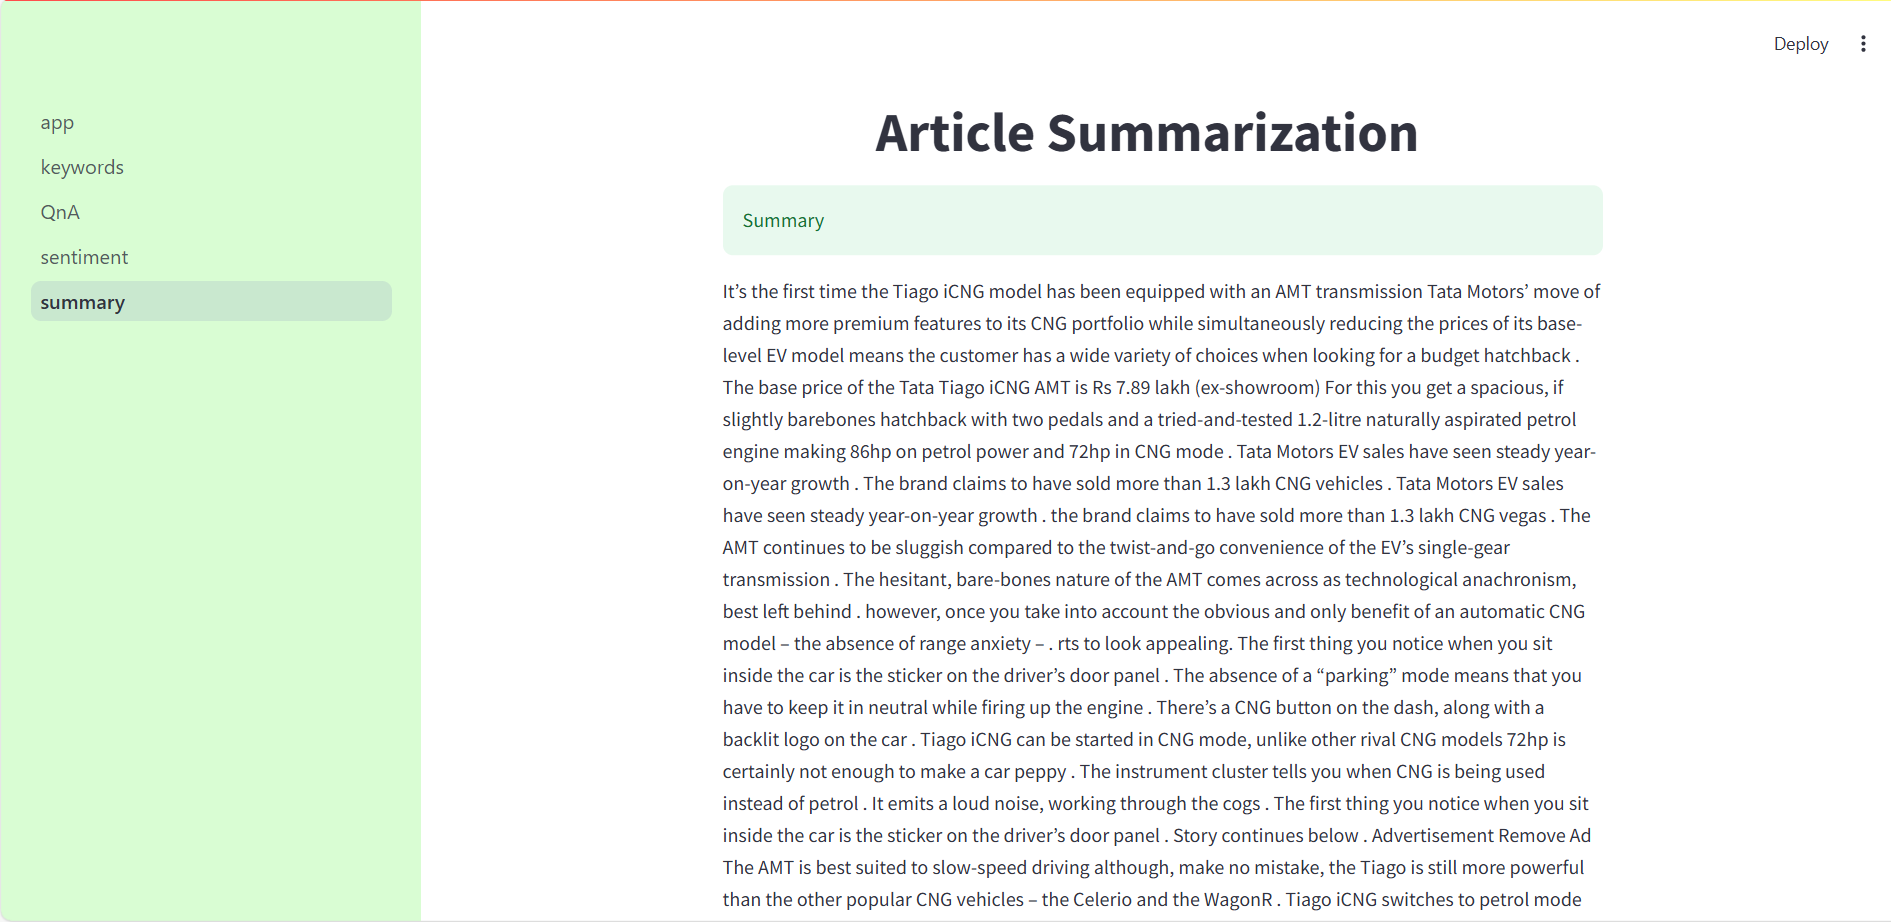 Deploy
app
keywords
QnA
sentiment
summary
Article Summarization
Summary
It’s the first time the Tiago iCNG model has been equipped with an AMT transmission Tata Motors’ move of
adding more premium features to its CNG portfolio while simultaneously reducing the prices of its base-
level EV model means the customer has a wide variety of choices when looking for a budget hatchback .
The base price of the Tata Tiago iCNG AMT is Rs 7.89 lakh (ex-showroom) For this you get a spacious, if
slightly barebones hatchback with two pedals and a tried-and-tested 1.2-litre naturally aspirated petrol
engine making 86hp on petrol power and 72hp in CNG mode . Tata Motors EV sales have seen steady year-
on-year growth . The brand claims to have sold more than 1.3 lakh CNG vehicles . Tata Motors EV sales
have seen steady year-on-year growth . the brand claims to have sold more than 1.3 lakh CNG vegas . The
AMT continues to be sluggish compared to the twist-and-go convenience of the EV’s single-gear
transmission . The hesitant, bare-bones nature of the AMT comes across as technological anachronism,
best left behind . however, once you take into account the obvious and only benefit of an automatic CNG
model – the absence of range anxiety – . rts to look appealing. The first thing you notice when you sit
inside the car is the sticker on the driver’s door panel . The absence of a “parking” mode means that you
have to keep it in neutral while firing up the engine . There’s a CNG button on the dash, along with a
backlit logo on the car . Tiago iCNG can be started in CNG mode, unlike other rival CNG models 72hp is
certainly not enough to make a car peppy . The instrument cluster tells you when CNG is being used
instead of petrol . It emits a loud noise, working through the cogs . The first thing you notice when you sit
inside the car is the sticker on the driver’s door panel . Story continues below . Advertisement Remove Ad
The AMT is best suited to slow-speed driving although, make no mistake, the Tiago is still more powerful
than the other popular CNG vehicles – the Celerio and the WagonR . Tiago iCNG switches to petrol mode